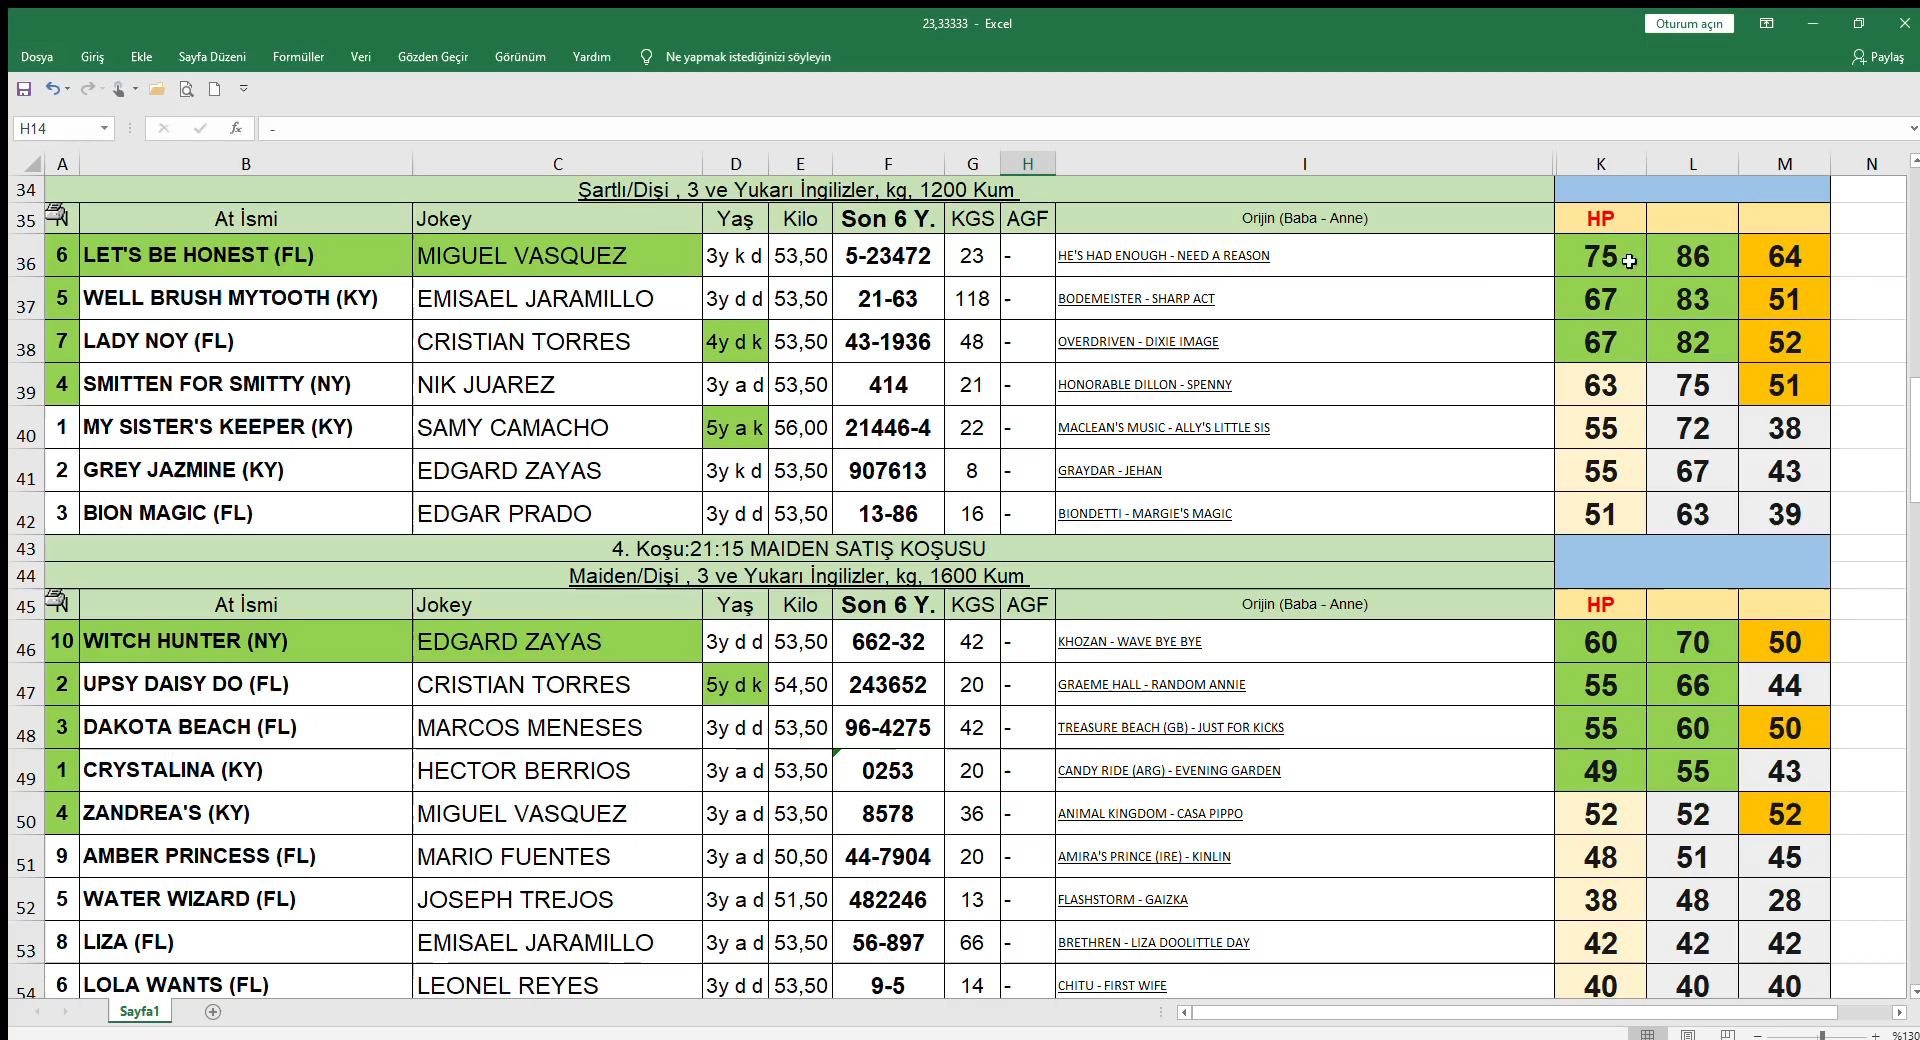 23,33333 - Excel
Oturum açın
Dosya Giriş Ekle Sayfa Düzeni Formüller Veri Gözden Geçir Görünüm Yardım Ne yapmak istediğinizi söyleyin Paylaş
H14 fx -
A B C D E F G H I K L M N
34 Şartlı/Dişi , 3 ve Yukarı İngilizler, kg, 1200 Kum
35 N At İsmi Jokey Yaş Kilo Son 6 Y. KGS AGF Orijin (Baba - Anne) HP
36 6 LET'S BE HONEST (FL) MIGUEL VASQUEZ 3y k d 53,50 5-23472 23 - HE'S HAD ENOUGH - NEED A REASON 75 86 64
37 5 WELL BRUSH MYTOOTH (KY) EMISAEL JARAMILLO 3y d d 53,50 21-63 118 - BODEMEISTER - SHARP ACT 67 83 51
38 7 LADY NOY (FL) CRISTIAN TORRES 4y d k 53,50 43-1936 48 - OVERDRIVEN - DIXIE IMAGE 67 82 52
39 4 SMITTEN FOR SMITTY (NY) NIK JUAREZ 3y a d 53,50 414 21 - HONORABLE DILLON - SPENNY 63 75 51
40 1 MY SISTER'S KEEPER (KY) SAMY CAMACHO 5y a k 56,00 21446-4 22 - MACLEAN'S MUSIC - ALLY'S LITTLE SIS 55 72 38
41 2 GREY JAZMINE (KY) EDGARD ZAYAS 3y k d 53,50 907613 8 - GRAYDAR - JEHAN 55 67 43
42 3 BION MAGIC (FL) EDGAR PRADO 3y d d 53,50 13-86 16 - BIONDETTI - MARGIE'S MAGIC 51 63 39
43 4. Koşu:21:15 MAIDEN SATIŞ KOŞUSU
44 Maiden/Dişi , 3 ve Yukarı İngilizler, kg, 1600 Kum
45 N At İsmi Jokey Yaş Kilo Son 6 Y. KGS AGF Orijin (Baba - Anne) HP
46 10 WITCH HUNTER (NY) EDGARD ZAYAS 3y d d 53,50 662-32 42 - KHOZAN - WAVE BYE BYE 60 70 50
47 2 UPSY DAISY DO (FL) CRISTIAN TORRES 5y d k 54,50 243652 20 - GRAEME HALL - RANDOM ANNIE 55 66 44
48 3 DAKOTA BEACH (FL) MARCOS MENESES 3y d d 53,50 96-4275 42 - TREASURE BEACH (GB) - JUST FOR KICKS 55 60 50
49 1 CRYSTALINA (KY) HECTOR BERRIOS 3y a d 53,50 0253 20 - CANDY RIDE (ARG) - EVENING GARDEN 49 55 43
50 4 ZANDREA'S (KY) MIGUEL VASQUEZ 3y a d 53,50 8578 36 - ANIMAL KINGDOM - CASA PIPPO 52 52 52
51 9 AMBER PRINCESS (FL) MARIO FUENTES 3y a d 50,50 44-7904 20 - AMIRA'S PRINCE (IRE) - KINLIN 48 51 45
52 5 WATER WIZARD (FL) JOSEPH TREJOS 3y a d 51,50 482246 13 - FLASHSTORM - GAIZKA 38 48 28
53 8 LIZA (FL) EMISAEL JARAMILLO 3y a d 53,50 56-897 66 - BRETHREN - LIZA DOOLITTLE DAY 42 42 42
54 6 LOLA WANTS (FL) LEONEL REYES 3y d d 53,50 9-5 14 - CHITU - FIRST WIFE 40 40 40
Sayfa1
%130